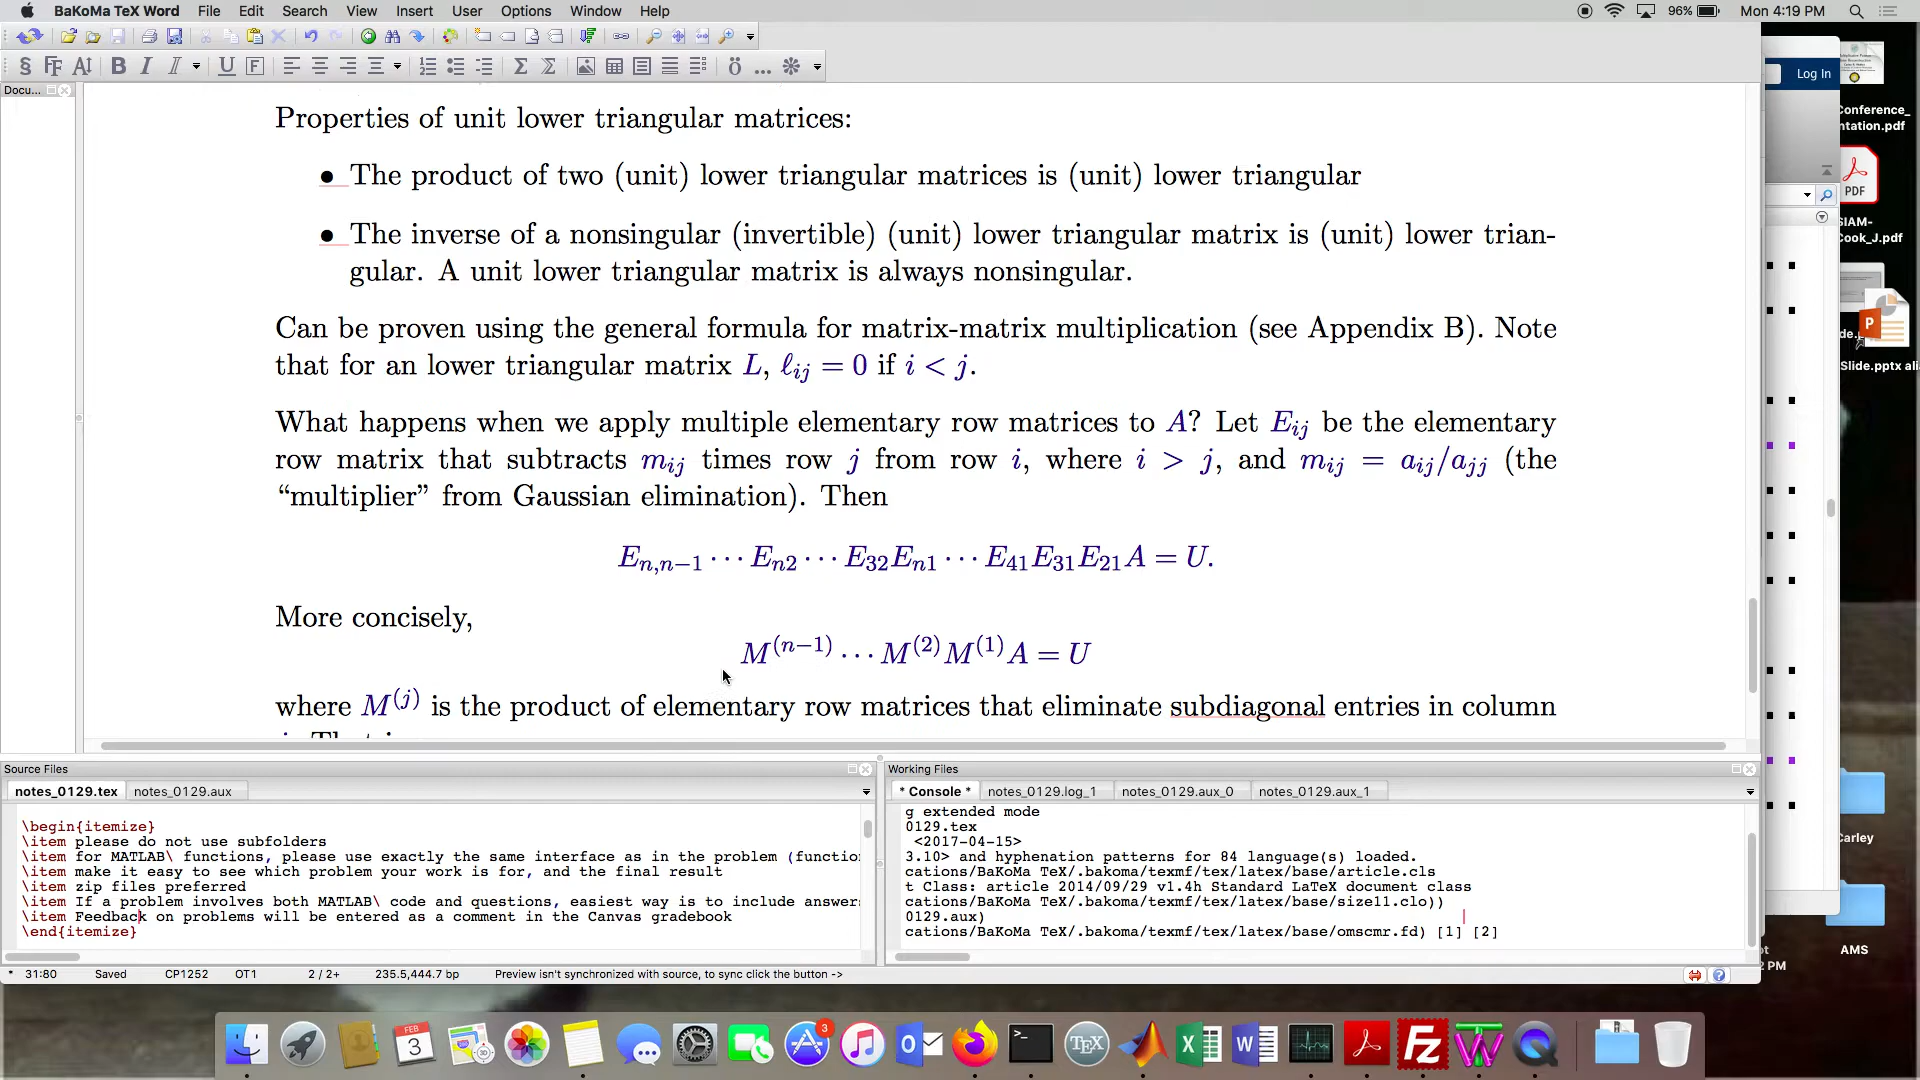 BaKoMa TeX Word File Edit Search View Insert User Options Window Help 96% Mon 4:19 PM
Docu...
Log In
Properties of unit lower triangular matrices:
• The product of two (unit) lower triangular matrices is (unit) lower triangular
• The inverse of a nonsingular (invertible) (unit) lower triangular matrix is (unit) lower trian-
gular. A unit lower triangular matrix is always nonsingular.
Can be proven using the general formula for matrix-matrix multiplication (see Appendix B). Note
that for an lower triangular matrix L, ℓij = 0 if i < j.
What happens when we apply multiple elementary row matrices to A? Let Eij be the elementary
row matrix that subtracts mij times row j from row i, where i > j, and mij = aij/ajj (the
“multiplier” from Gaussian elimination). Then
En,n−1 ··· En2 ··· E32En1 ··· E41E31E21A = U.
More concisely,
M(n−1) ··· M(2)M(1)A = U
where M(j) is the product of elementary row matrices that eliminate subdiagonal entries in column
Conference_
ntation.pdf
PDF
SIAM-
Cook_J.pdf
de.
P
Slide.pptx ali
Carley
AMS
2 PM
Source Files
notes_0129.tex notes_0129.aux
\begin{itemize}
\item please do not use subfolders
\item for MATLAB\ functions, please use exactly the same interface as in the problem (functio
\item make it easy to see which problem your work is for, and the final result
\item zip files preferred
\item If a problem involves both MATLAB\ code and questions, easiest way is to include answer
\item Feedback on problems will be entered as a comment in the Canvas gradebook
\end{itemize}
Working Files
* Console * notes_0129.log_1 notes_0129.aux_0 notes_0129.aux_1
g extended mode
0129.tex
<2017-04-15>
3.10> and hyphenation patterns for 84 language(s) loaded.
cations/BaKoMa TeX/.bakoma/texmf/tex/latex/base/article.cls
t Class: article 2014/09/29 v1.4h Standard LaTeX document class
cations/BaKoMa TeX/.bakoma/texmf/tex/latex/base/size11.clo))
0129.aux)
cations/BaKoMa TeX/.bakoma/texmf/tex/latex/base/omscmr.fd) [1] [2]
* 31:80 Saved CP1252 OT1 2 / 2+ 235.5,444.7 bp Preview isn't synchronized with source, to sync click the button ->
FEB
3
3
TEX